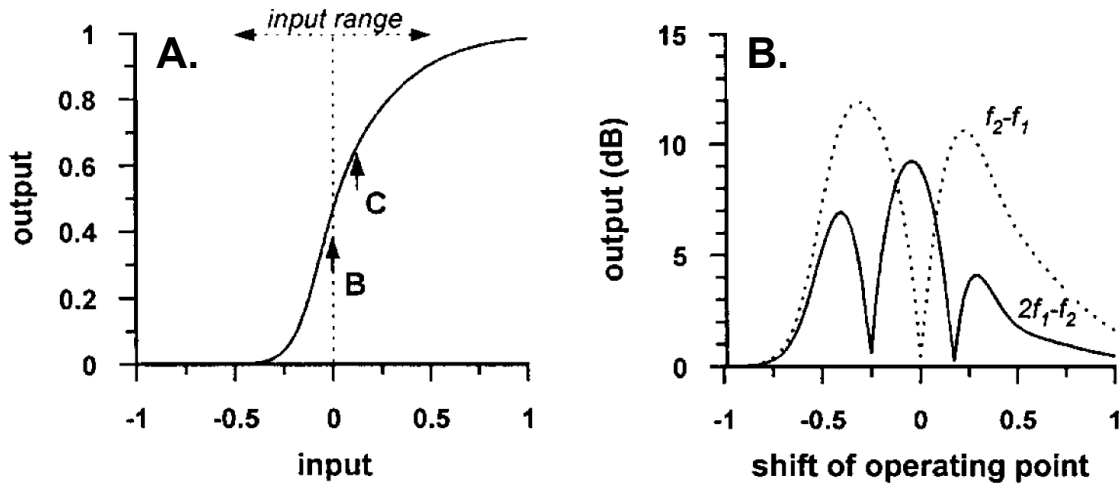 A.
input range
1
0.8
0.6
0.4
0.2
0
output
C
B
-1
-0.5
0
0.5
1
input
B.
15
10
5
0
output (dB)
f2-f1
2f1-f2
-1
-0.5
0
0.5
1
shift of operating point